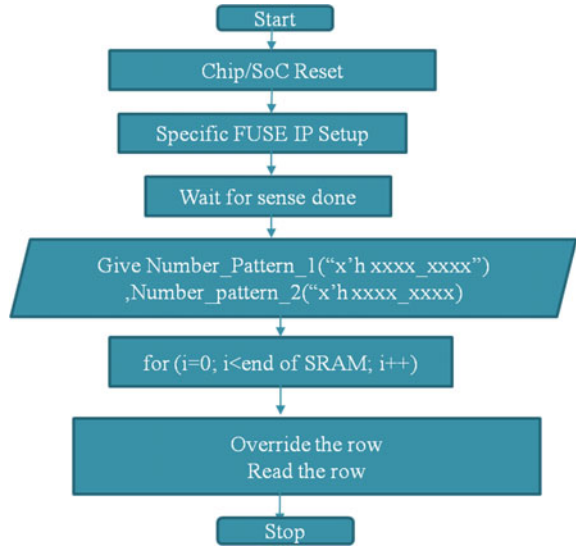 Start
Chip/SoC Reset
Specific FUSE IP Setup
Wait for sense done
Give Number_Pattern_1(“x’h xxxx_xxxx”)
,Number_pattern_2(“x’h xxxx_xxxx)
for (i=0; i<end of SRAM; i++)
Override the row
Read the row
Stop